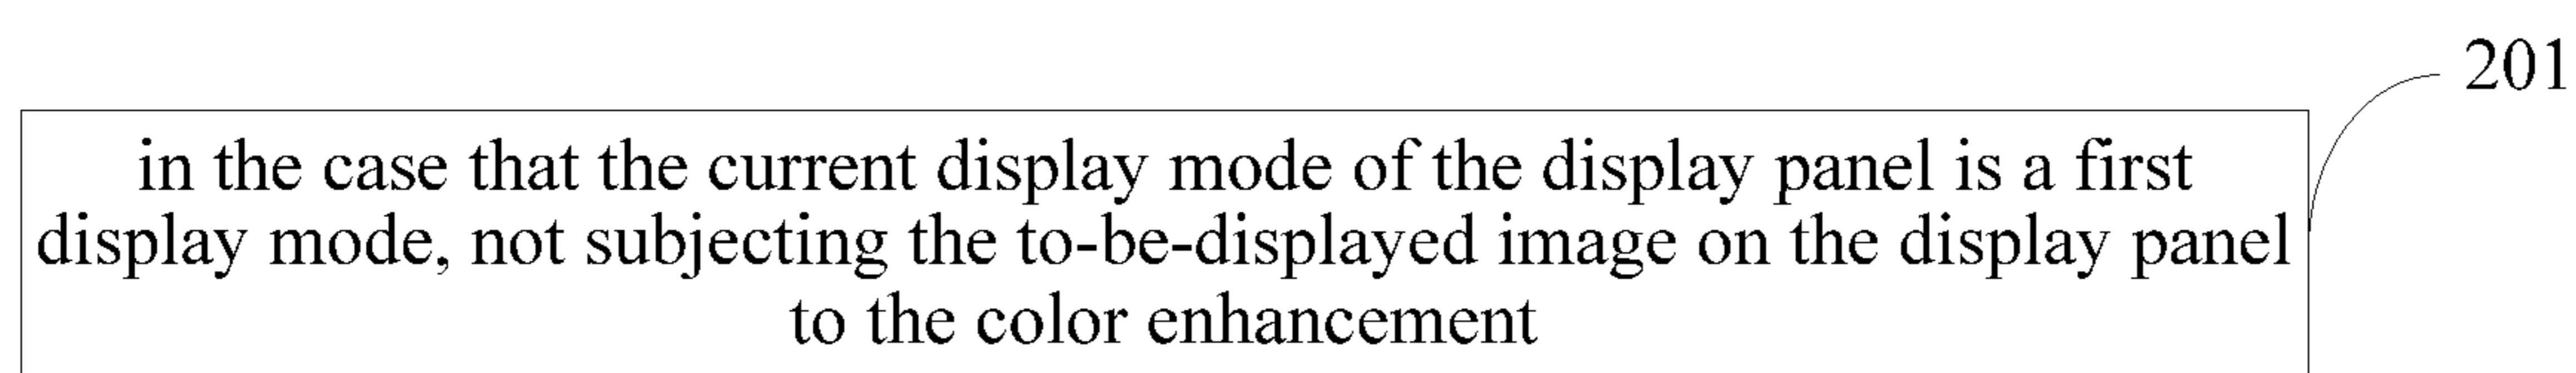 201
in the case that the current display mode of the display panel is a first
display mode, not subjecting the to-be-displayed image on the display panel
to the color enhancement